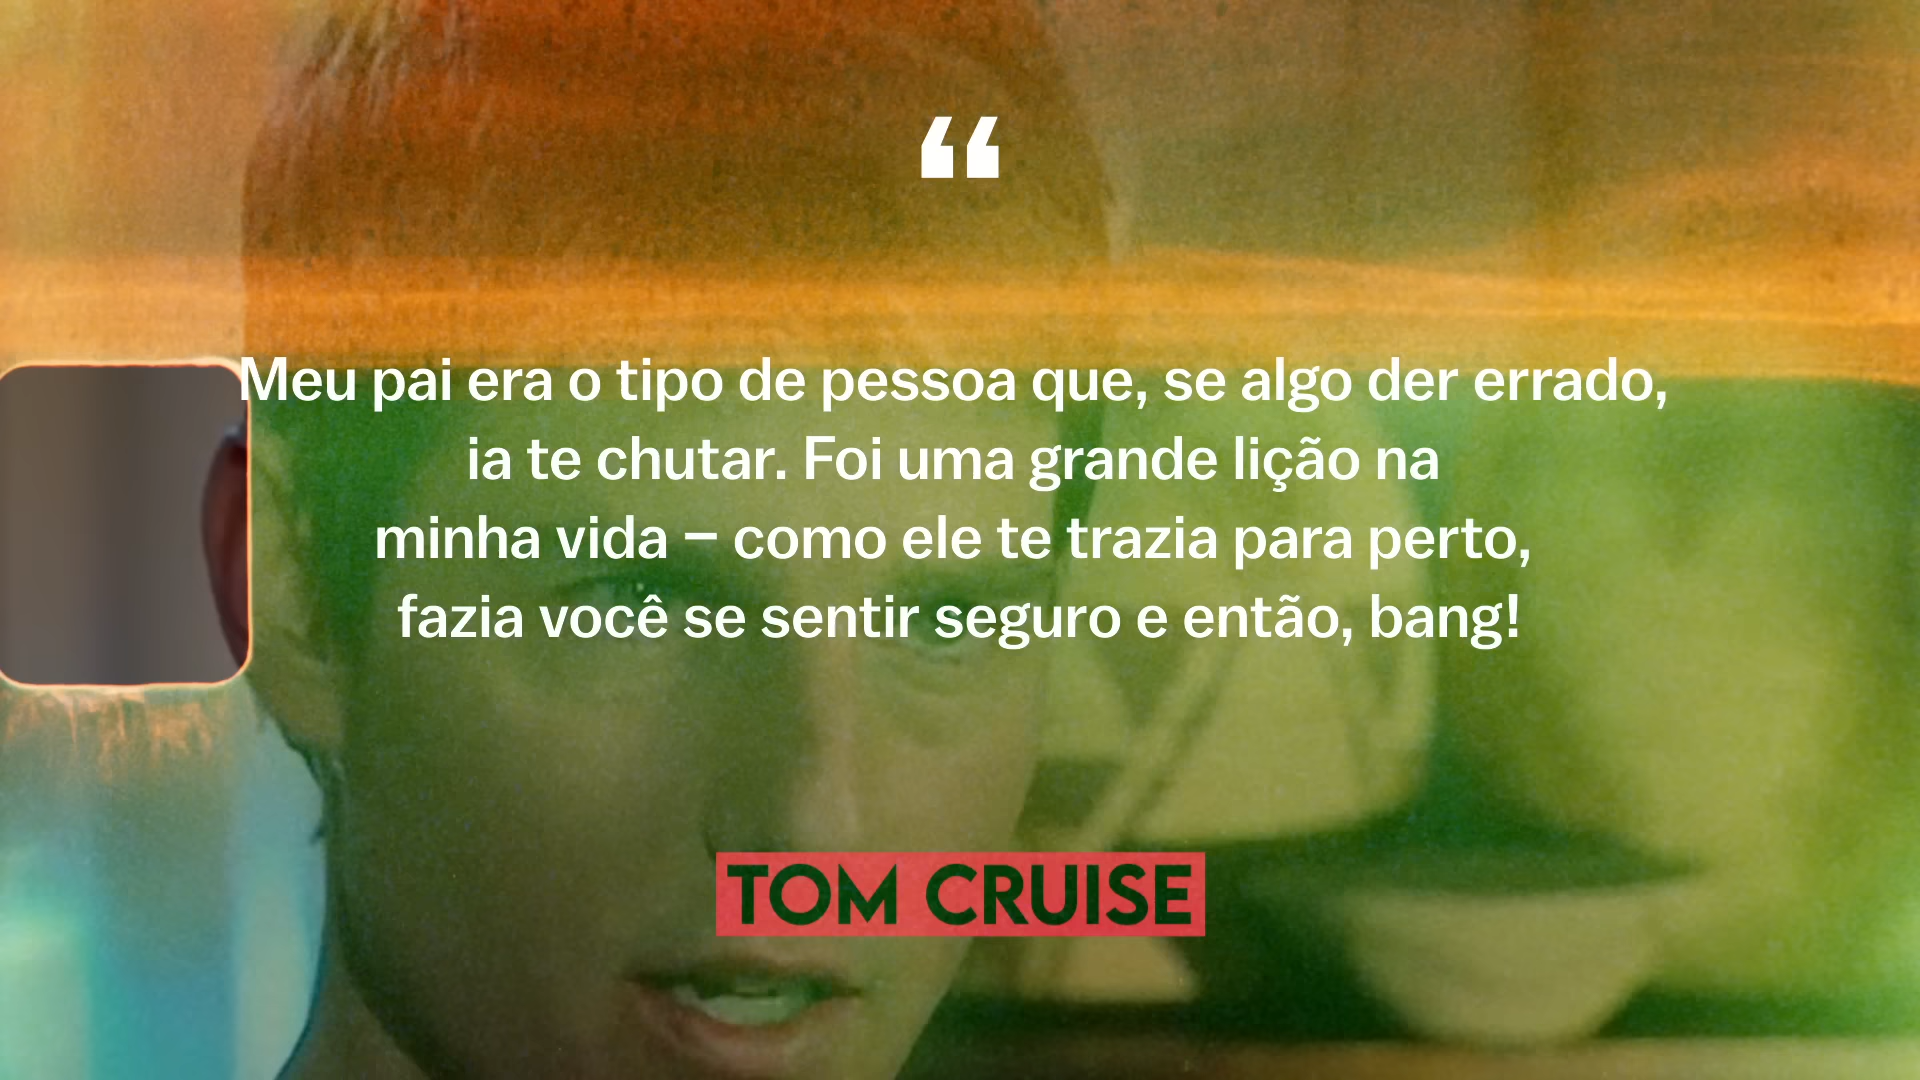 “
Meu pai era o tipo de pessoa que, se algo der errado,
ia te chutar. Foi uma grande lição na
minha vida – como ele te trazia para perto,
fazia você se sentir seguro e então, bang!
TOM CRUISE